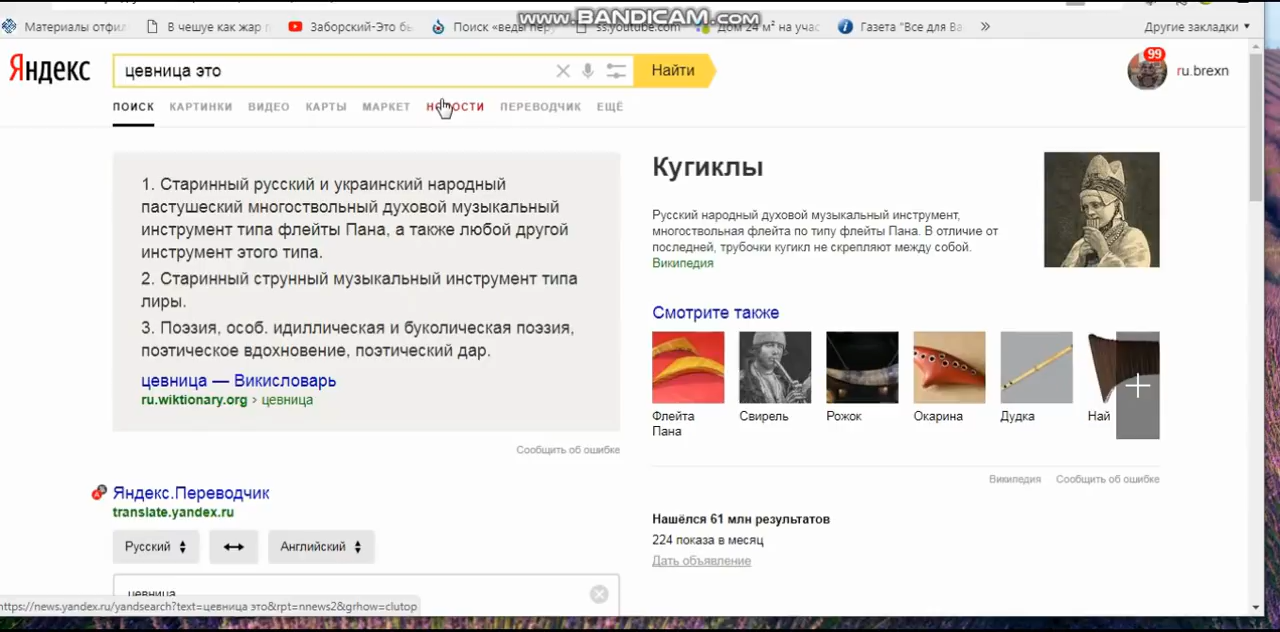 www.BANDICAM.com
Материалы отфил
В чешуе как жар
Заборский-Это бы
Поиск «веды пер
ss.youtube.com
Дом 24 м² на учас
Газета "Все для Ва
»
Другие закладки
Яндекс
цевница это
Найти
99
ru.brexn
ПОИСК
КАРТИНКИ
ВИДЕО
КАРТЫ
МАРКЕТ
НОВОСТИ
ПЕРЕВОДЧИК
ЕЩЁ
1. Старинный русский и украинский народный
пастушеский многоствольный духовой музыкальный
инструмент типа флейты Пана, а также любой другой
инструмент этого типа.
2. Старинный струнный музыкальный инструмент типа
лиры.
3. Поэзия, особ. идиллическая и буколическая поэзия,
поэтическое вдохновение, поэтический дар.
цевница — Викисловарь
ru.wiktionary.org › цевница
Сообщить об ошибке
Яндекс.Переводчик
translate.yandex.ru
Русский
Английский
цевница
https://news.yandex.ru/yandsearch?text=цевница это&rpt=nnews2&grhow=clutop
Кугиклы
Русский народный духовой музыкальный инструмент,
многоствольная флейта по типу флейты Пана. В отличие от
последней, трубочки кугикл не скрепляют между собой.
Википедия
Смотрите также
Флейта
Пана
Свирель
Рожок
Окарина
Дудка
Най
Википедия
Сообщить об ошибке
Нашёлся 61 млн результатов
224 показа в месяц
Дать объявление